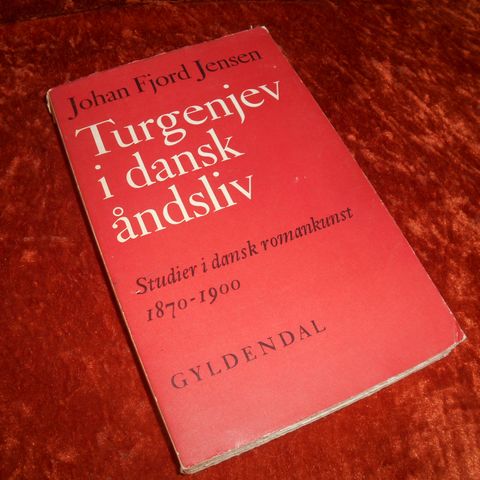 Johan Fjord Jensen
Turgenjev
i dansk
åndsliv
Studier i dansk romankunst
1870-1900
GYLDENDAL